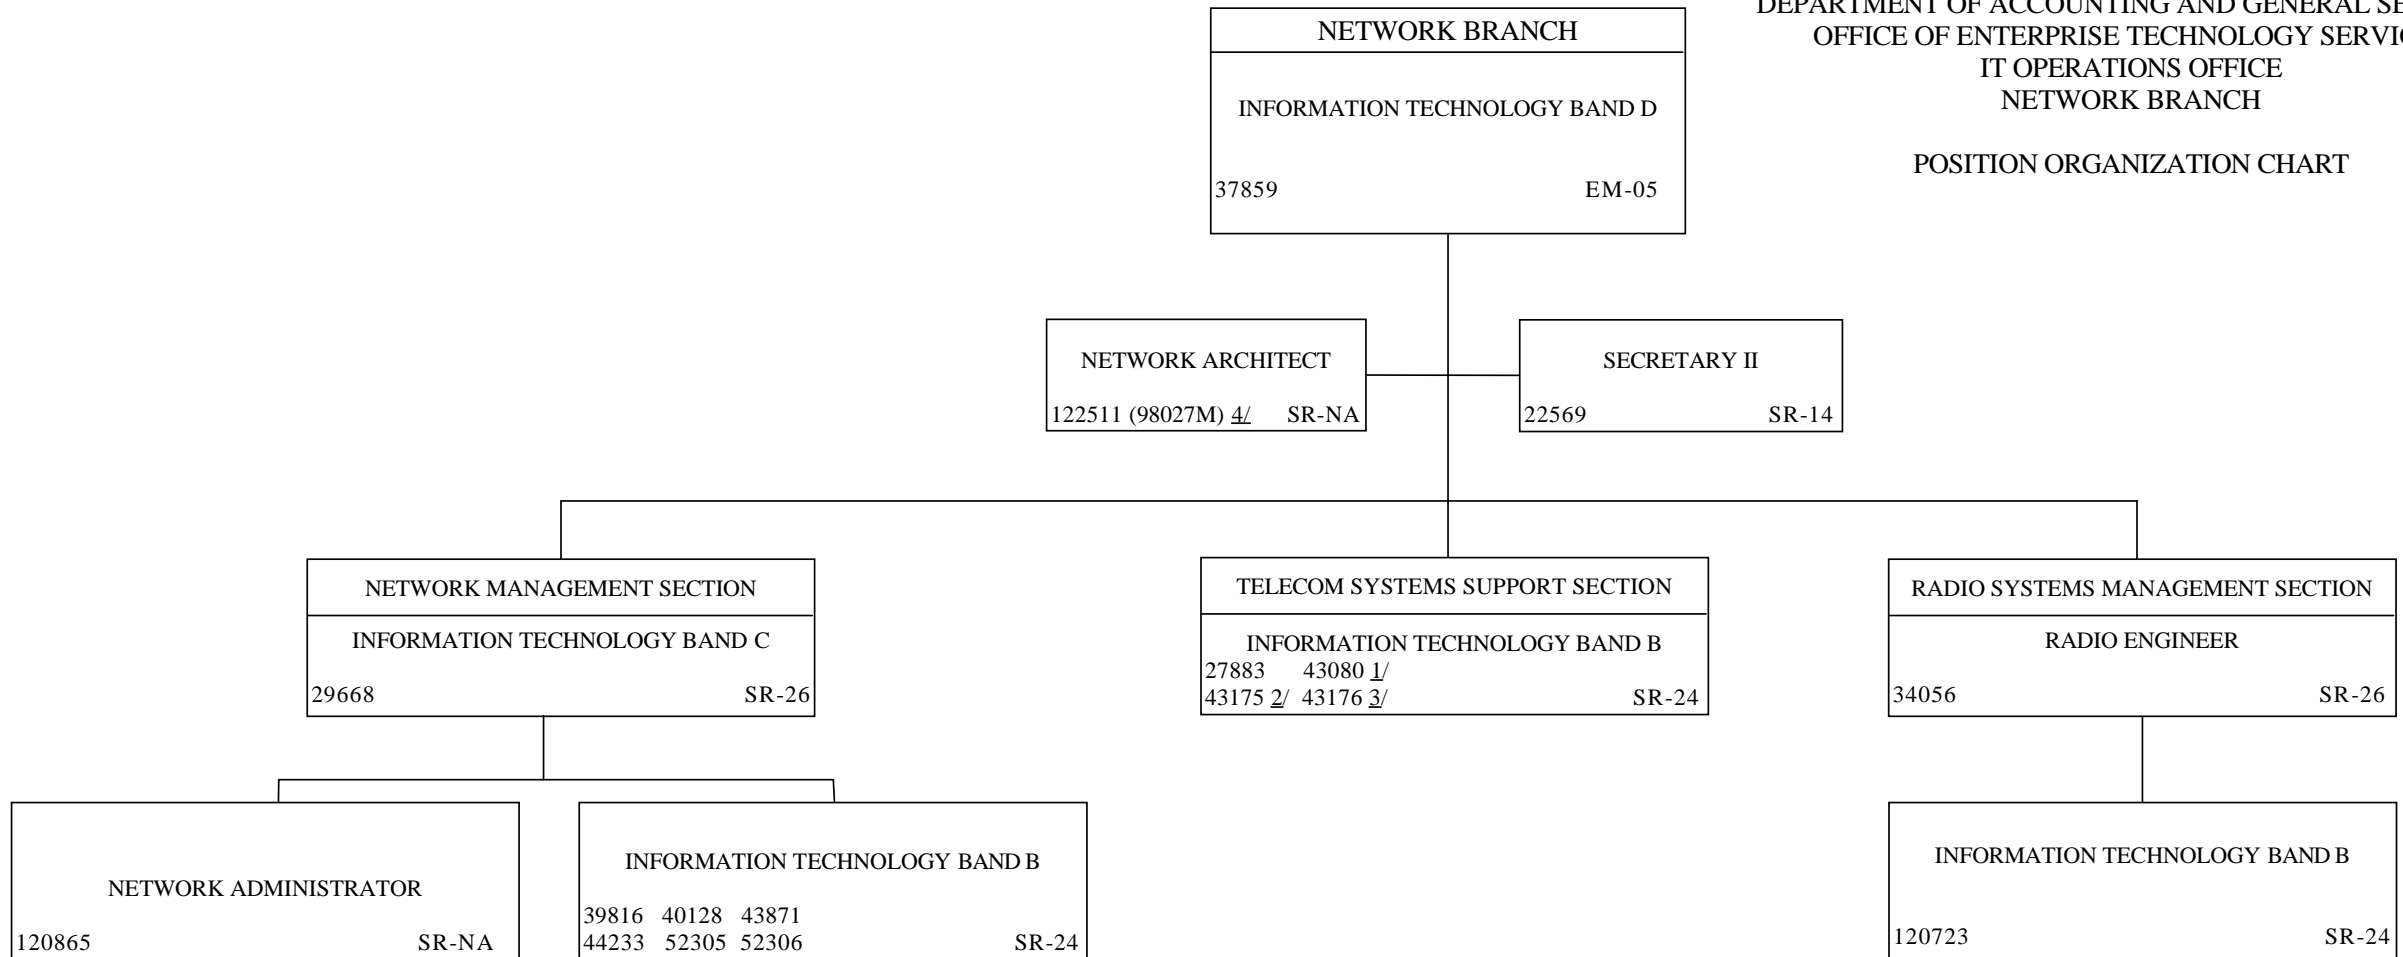 DEPARTMENT OF ACCOUNTING AND GENERAL
OFFICE OF ENTERPRISE TECHNOLOGY
IT OPERATIONS OFFICE
NETWORK BRANCH
POSITION ORGANIZATION CHART
NETWORK BRANCH
INFORMATION TECHNOLOGY BAND D
37859 EM-05
NETWORK ARCHITECT
122511 (98027M) 4/ SR-NA
SECRETARY II
22569 SR-14
NETWORK MANAGEMENT SECTION
INFORMATION TECHNOLOGY BAND C
29668 SR-26
TELECOM SYSTEMS SUPPORT SECTION
INFORMATION TECHNOLOGY BAND B
27883 43080 1/
43175 2/ 43176 3/ SR-24
RADIO SYSTEMS MANAGEMENT SECTION
RADIO ENGINEER
34056 SR-26
NETWORK ADMINISTRATOR
120865 SR-NA
INFORMATION TECHNOLOGY BAND B
39816 40128 43871
44233 52305 52306 SR-24
INFORMATION TECHNOLOGY BAND B
120723 SR-24